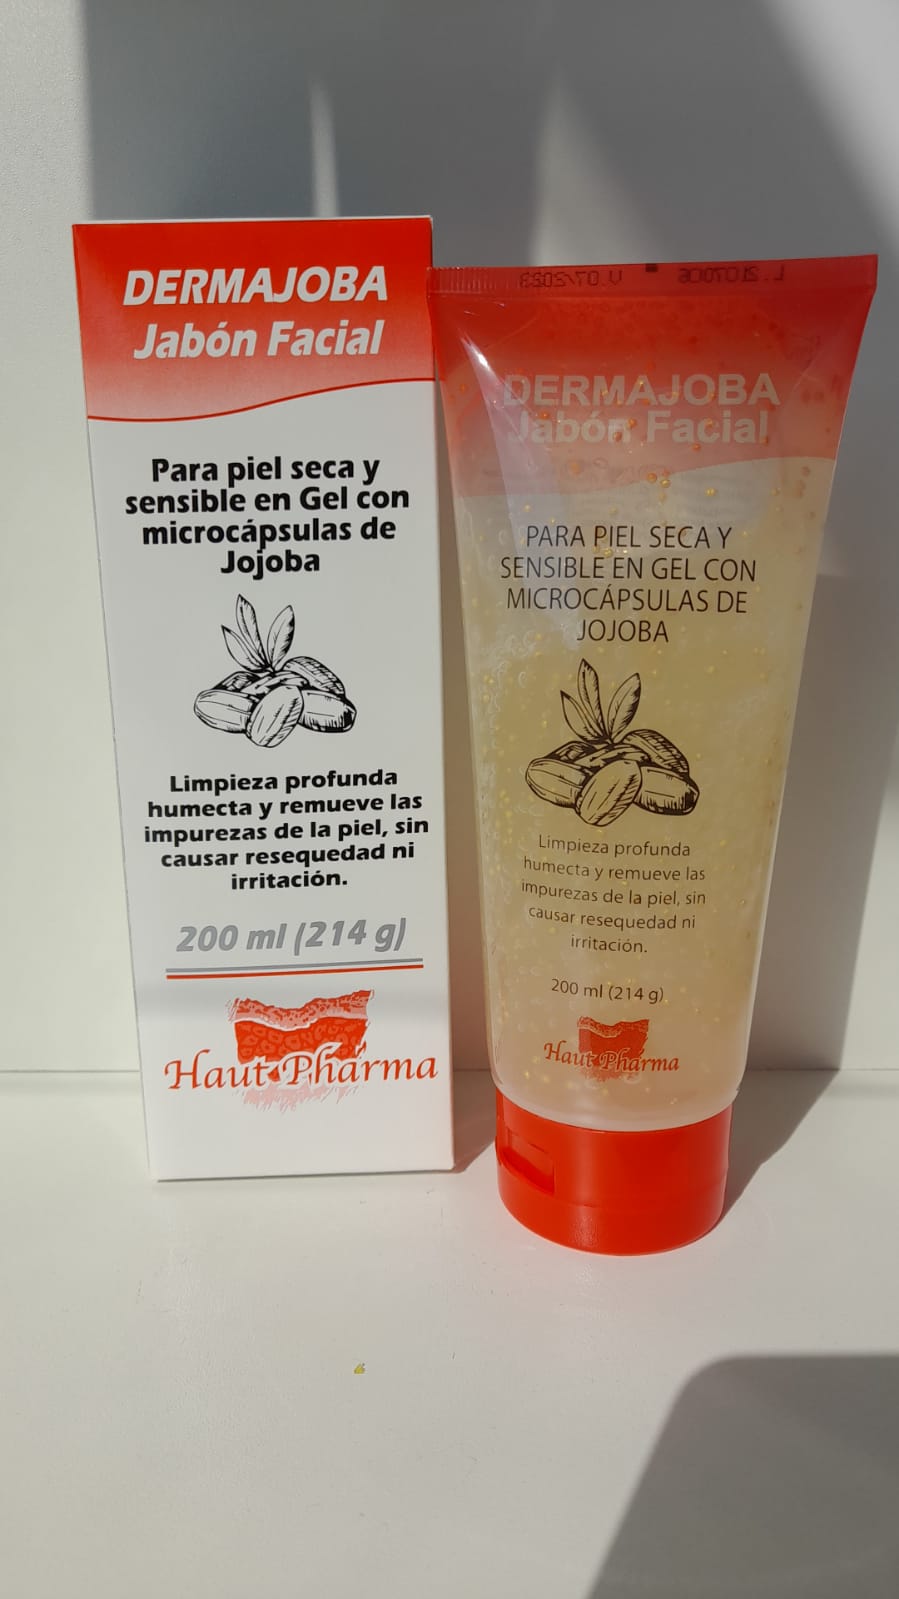 DERMAJOBA
Jabón Facial
Para piel seca y
sensible en Gel con
microcápsulas de
Jojoba
Limpieza profunda
humecta y remueve las
impurezas de la piel, sin
causar resequedad ni
irritación.
200 ml (214 g)
Haut Pharma
L. 2107006 V. 07/2023
DERMAJOBA
Jabón Facial
PARA PIEL SECA Y
SENSIBLE EN GEL CON
MICROCÁPSULAS DE
JOJOBA
Limpieza profunda
humecta y remueve las
impurezas de la piel, sin
causar resequedad ni
irritación.
200 ml (214 g)
Haut Pharma